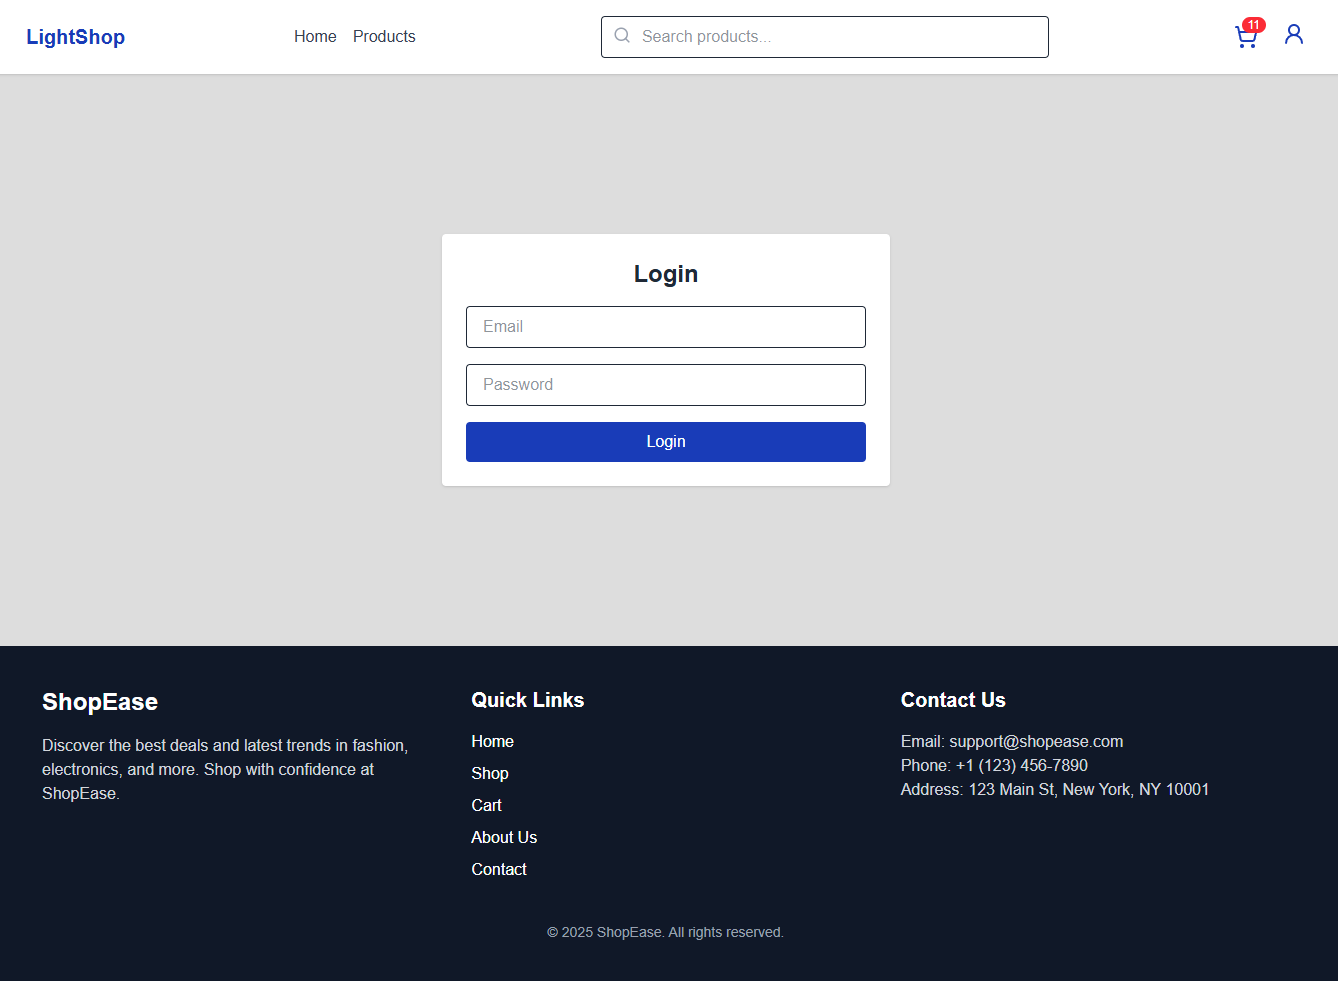 LightShop
Home
Products
Search products...
11
Login
Email
Password
Login
ShopEase
Discover the best deals and latest trends in fashion,
electronics, and more. Shop with confidence at
ShopEase.
Quick Links
Home
Shop
Cart
About Us
Contact
Contact Us
Email: support@shopease.com
Phone: +1 (123) 456-7890
Address: 123 Main St, New York, NY 10001
© 2025 ShopEase. All rights reserved.